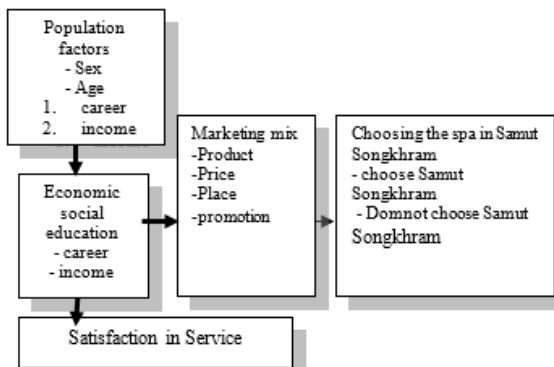 Population
factors
- Sex
- Age
1. career
2. income
Economic
social
education
- career
- income
Marketing mix
-Product
-Price
-Place
-promotion
Choosing the spa in Samut
Songkhram
- choose Samut
Songkhram
- Domnot choose Samut
Songkhram
Satisfaction in Service